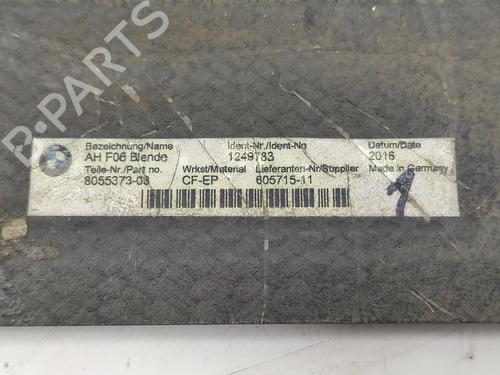 Bezeichnung/Name Ident-Nr./Ident-No Datum/Date
AH F06 Blende 1249783 2016
Teile-Nr./Part no. Wrkst/Material Lieferanten-Nr/Supplier Made in Germany
8055373-03 CF-EP 605715-11
1
BMW
B-PARTS